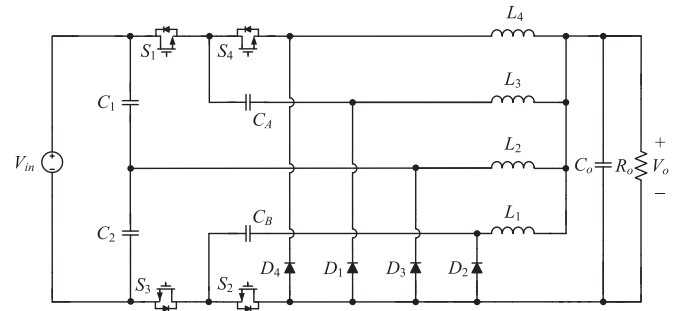 L4
S1
S4
L3
C1
CA
L2
Vin
Co
Ro
+
Vo
−
CB
L1
C2
S3
S2
D4
D1
D3
D2